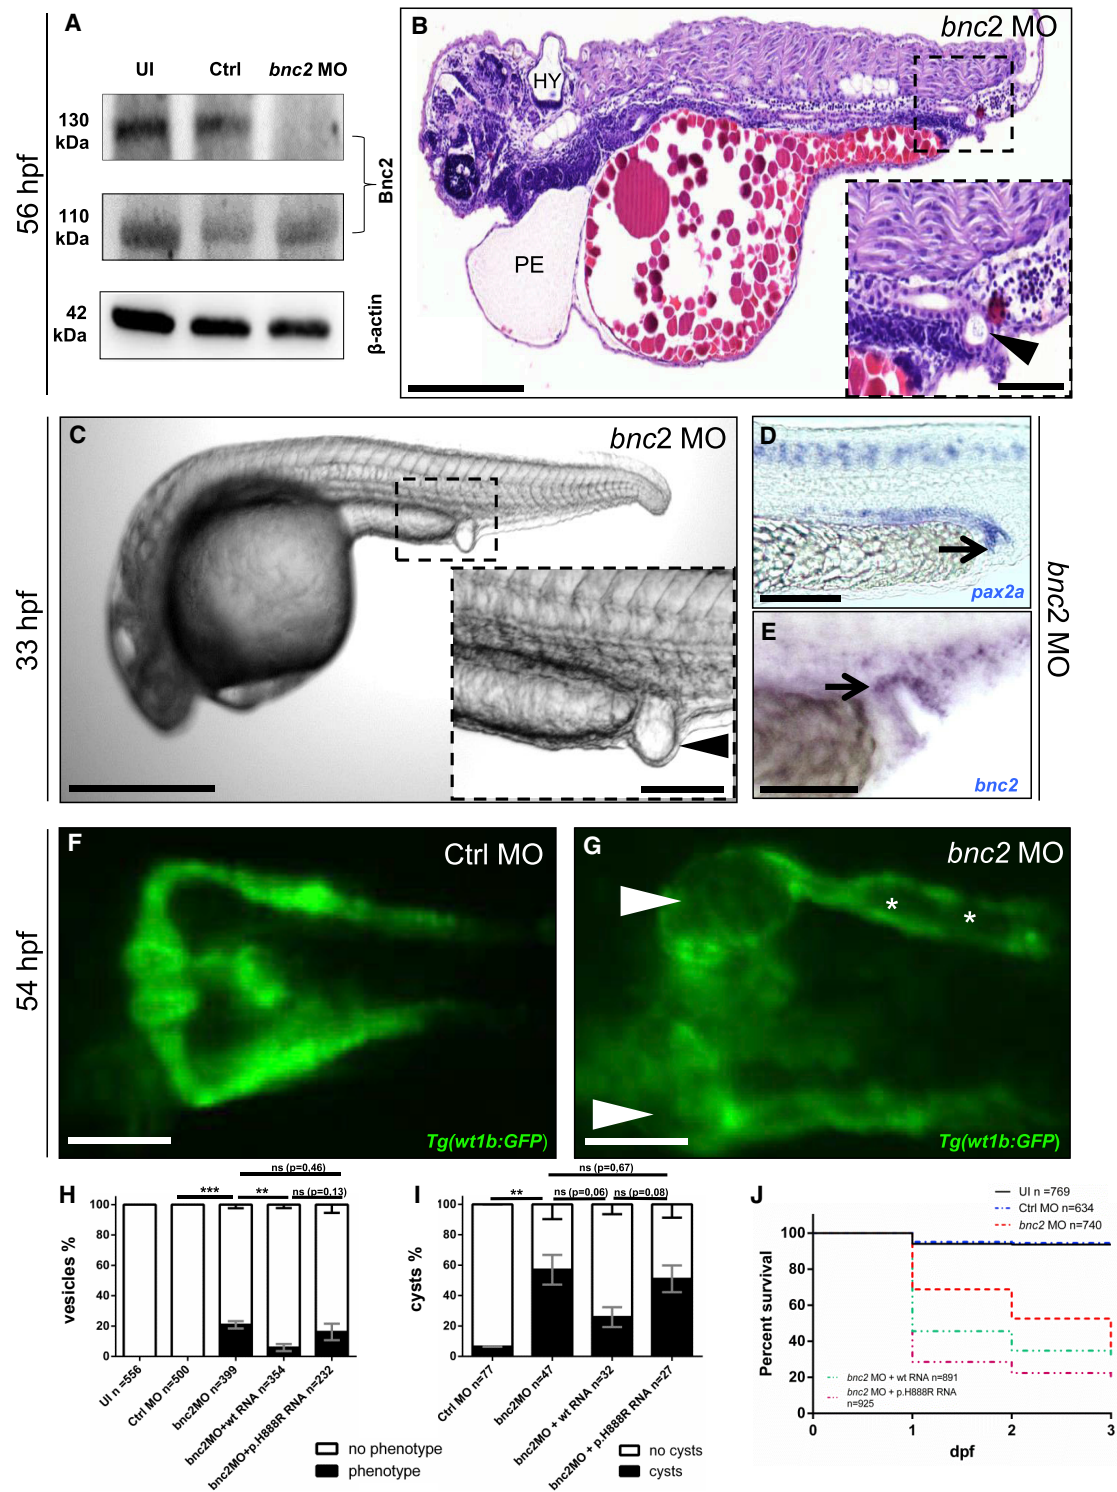 A
UI Ctrl bnc2 MO
130
kDa
110
kDa
42
kDa
Bnc2
β-actin
56 hpf
B
bnc2 MO
HY
PE
33 hpf
C
bnc2 MO
D
pax2a
E
bnc2
bnc2 MO
54 hpf
F
Ctrl MO
Tg(wt1b:GFP)
G
bnc2 MO
* *
Tg(wt1b:GFP)
H
ns (p=0,46)
*** ** ns (p=0,13)
vesicles %
100
80
60
40
20
0
UI n =556
Ctrl MO n=500
bnc2MO n=399
bnc2MO+wt RNA n=354
bnc2MO+p.H888R RNA n=232
no phenotype
phenotype
I
ns (p=0,67)
** ns (p=0,06) ns (p=0,08)
cysts %
100
80
60
40
20
0
Ctrl MO n=77
bnc2MO n=47
bnc2MO + wt RNA n=32
bnc2MO + p.H888R RNA n=27
no cysts
cysts
J
UI n =769
Ctrl MO n=634
bnc2 MO n=740
Percent survival
100
80
60
40
20
0
bnc2 MO + wt RNA n=891
bnc2 MO + p.H888R RNA
n=925
0 1 2 3
dpf